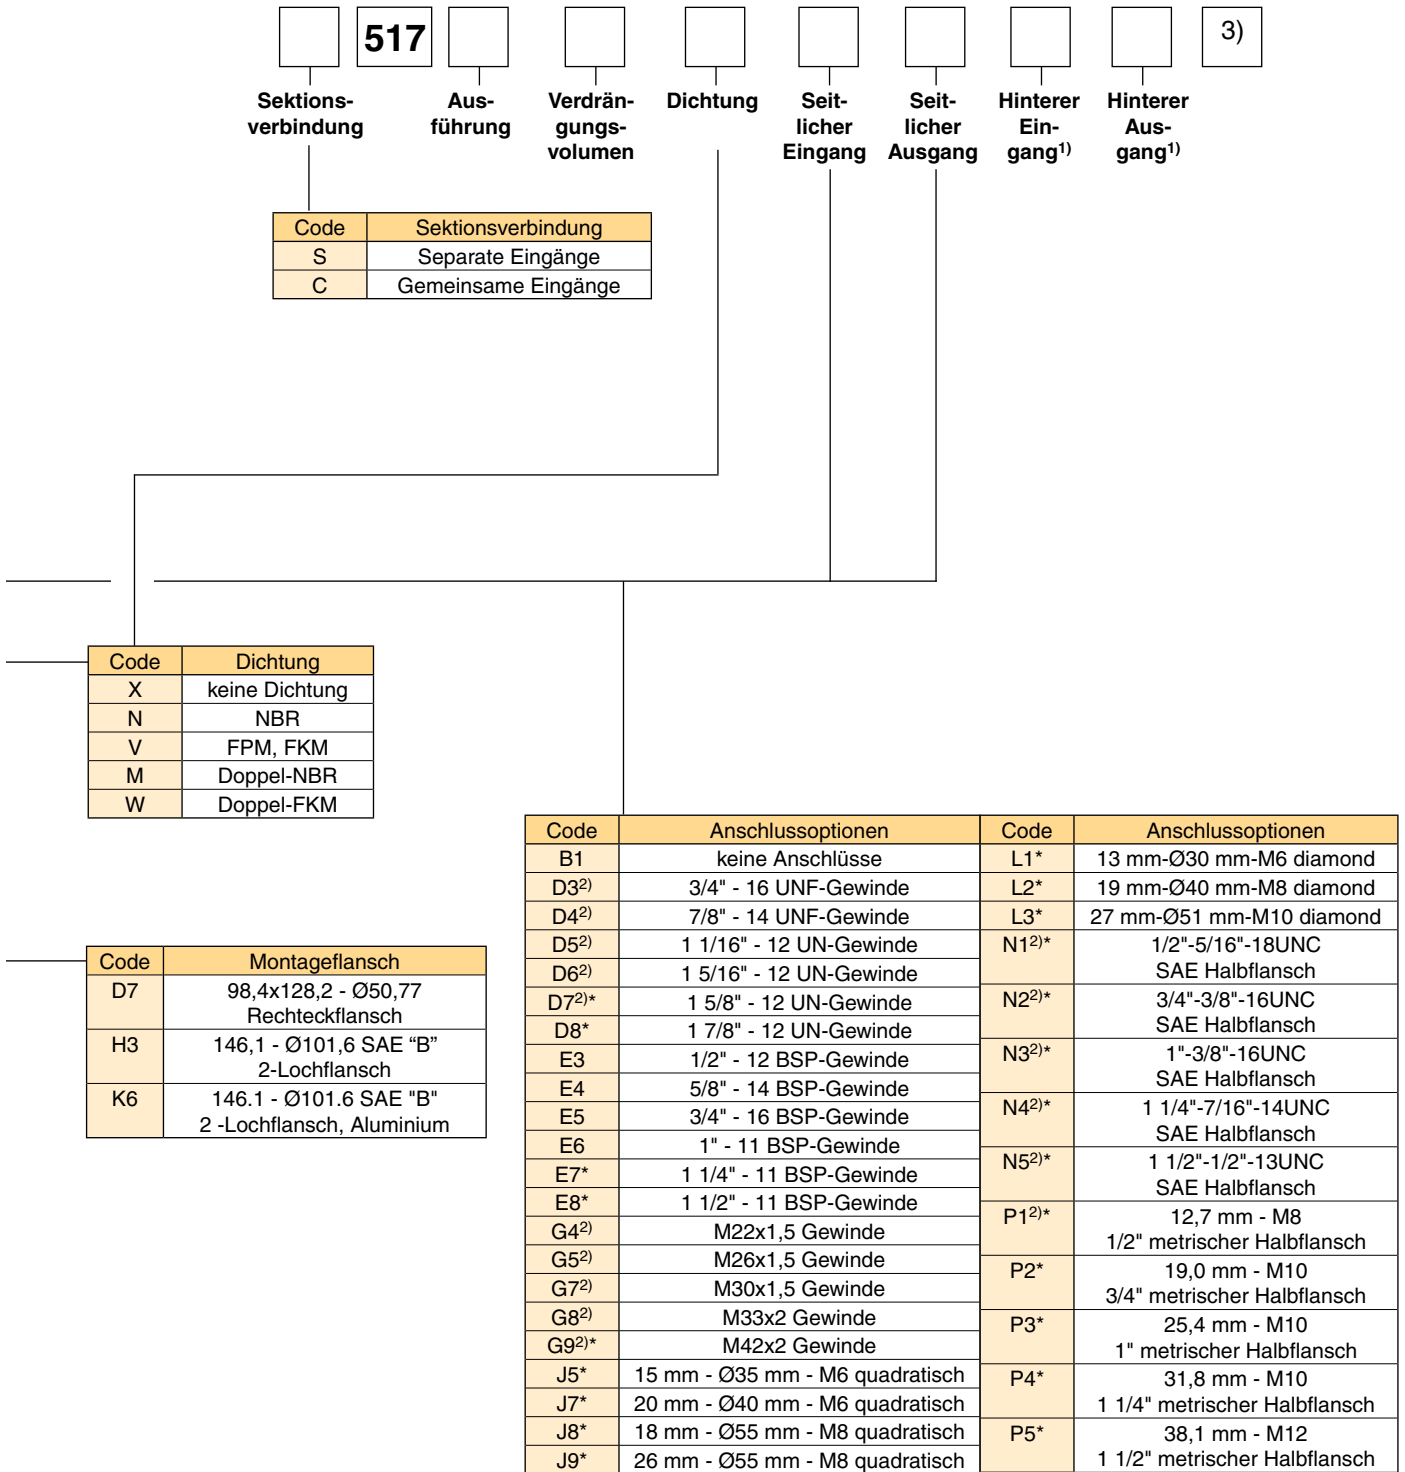 517
3)
Sektions-
verbindung
Aus-
führung
Verdrän-
gungs-
volumen
Dichtung
Seit-
licher
Eingang
Seit-
licher
Ausgang
Hinterer
Ein-
gang1)
Hinterer
Aus-
gang1)
Code Sektionsverbindung
S Separate Eingänge
C Gemeinsame Eingänge
Code Dichtung
X keine Dichtung
N NBR
V FPM, FKM
M Doppel-NBR
W Doppel-FKM
Code Montageflansch
D7 98,4x128,2 - Ø50,77
Rechteckflansch
H3 146,1 - Ø101,6 SAE “B”
2-Lochflansch
K6 146.1 - Ø101.6 SAE "B"
2 -Lochflansch, Aluminium
Code Anschlussoptionen
B1 keine Anschlüsse
D32) 3/4" - 16 UNF-Gewinde
D42) 7/8" - 14 UNF-Gewinde
D52) 1 1/16" - 12 UN-Gewinde
D62) 1 5/16" - 12 UN-Gewinde
D72)* 1 5/8" - 12 UN-Gewinde
D8* 1 7/8" - 12 UN-Gewinde
E3 1/2" - 12 BSP-Gewinde
E4 5/8" - 14 BSP-Gewinde
E5 3/4" - 16 BSP-Gewinde
E6 1" - 11 BSP-Gewinde
E7* 1 1/4" - 11 BSP-Gewinde
E8* 1 1/2" - 11 BSP-Gewinde
G42) M22x1,5 Gewinde
G52) M26x1,5 Gewinde
G72) M30x1,5 Gewinde
G82) M33x2 Gewinde
G92)* M42x2 Gewinde
J5* 15 mm - Ø35 mm - M6 quadratisch
J7* 20 mm - Ø40 mm - M6 quadratisch
J8* 18 mm - Ø55 mm - M8 quadratisch
J9* 26 mm - Ø55 mm - M8 quadratisch
Code Anschlussoptionen
L1* 13 mm-Ø30 mm-M6 diamond
L2* 19 mm-Ø40 mm-M8 diamond
L3* 27 mm-Ø51 mm-M10 diamond
N12)* 1/2"-5/16"-18UNC
SAE Halbflansch
N22)* 3/4"-3/8"-16UNC
SAE Halbflansch
N32)* 1"-3/8"-16UNC
SAE Halbflansch
N42)* 1 1/4"-7/16"-14UNC
SAE Halbflansch
N52)* 1 1/2"-1/2"-13UNC
SAE Halbflansch
P12)* 12,7 mm - M8
1/2" metrischer Halbflansch
P2* 19,0 mm - M10
3/4" metrischer Halbflansch
P3* 25,4 mm - M10
1" metrischer Halbflansch
P4* 31,8 mm - M10
1 1/4" metrischer Halbflansch
P5* 38,1 mm - M12
1 1/2" metrischer Halbflansch